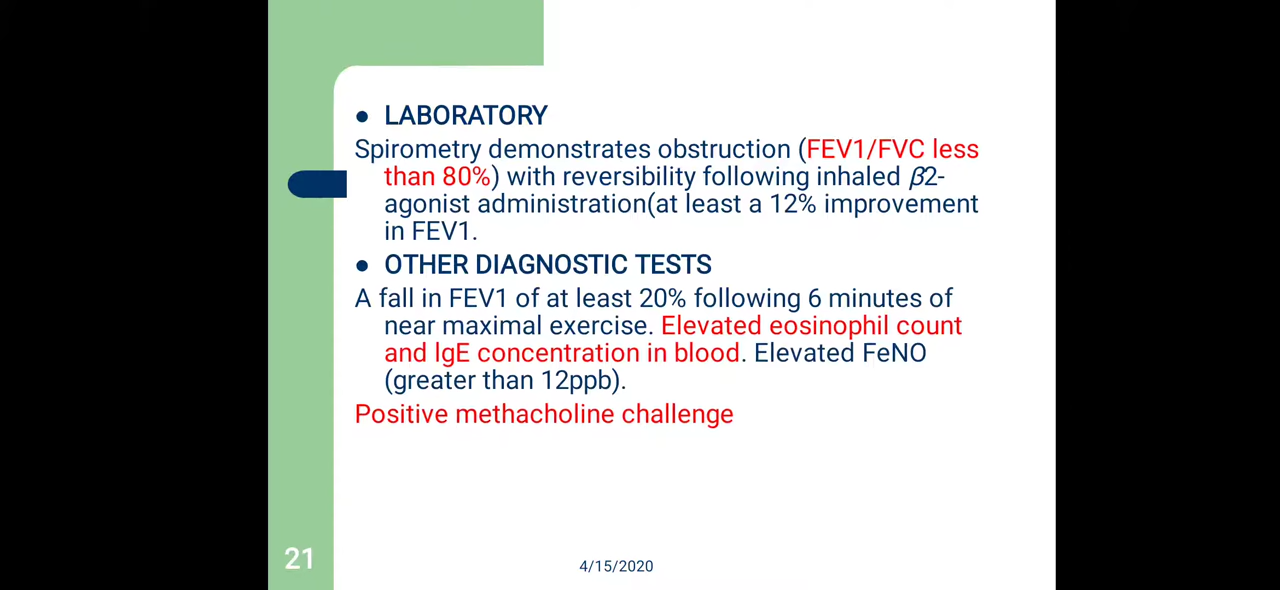 ● LABORATORY
Spirometry demonstrates obstruction (FEV1/FVC less
than 80%) with reversibility following inhaled β2-
agonist administration(at least a 12% improvement
in FEV1.
● OTHER DIAGNOSTIC TESTS
A fall in FEV1 of at least 20% following 6 minutes of
near maximal exercise. Elevated eosinophil count
and IgE concentration in blood. Elevated FeNO
(greater than 12ppb).
Positive methacholine challenge
21
4/15/2020